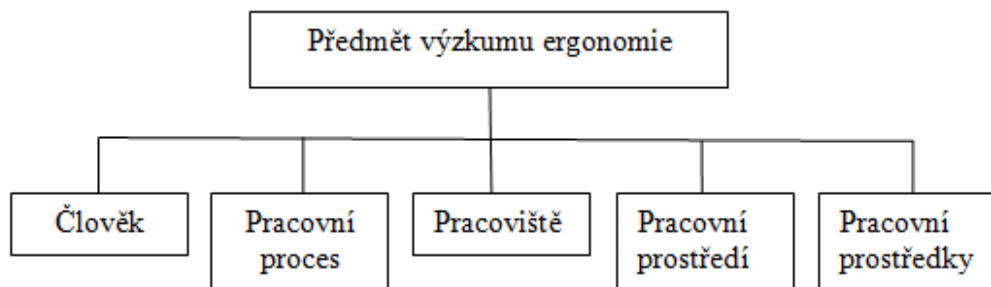 Předmět výzkumu ergonomie
Člověk
Pracovní
proces
Pracoviště
Pracovní
prostředí
Pracovní
prostředky